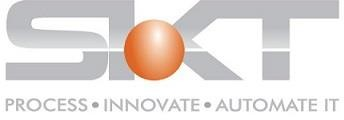 SKT
PROCESS • INNOVATE • AUTOMATE IT